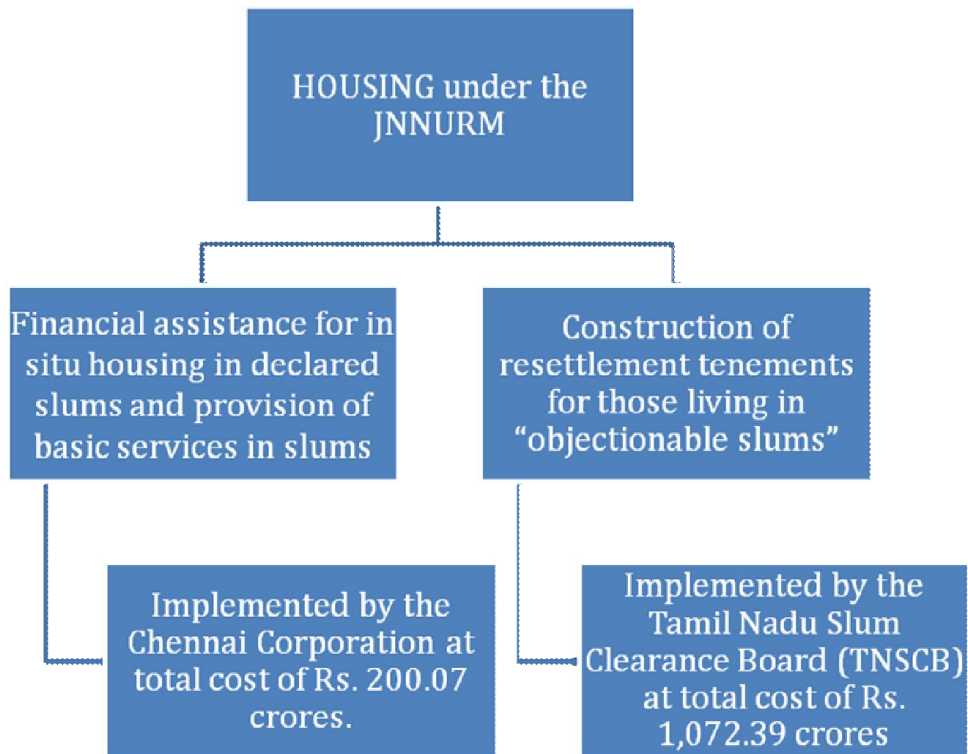 HOUSING under the
JNNURM
Financial assistance for in
situ housing in declared
slums and provision of
basic services in slums
Construction of
resettlement tenements
for those living in
“objectionable slums”
Implemented by the
Chennai Corporation at
total cost of Rs. 200.07
crores.
Implemented by the
Tamil Nadu Slum
Clearance Board (TNSCB)
at total cost of Rs.
1,072.39 crores